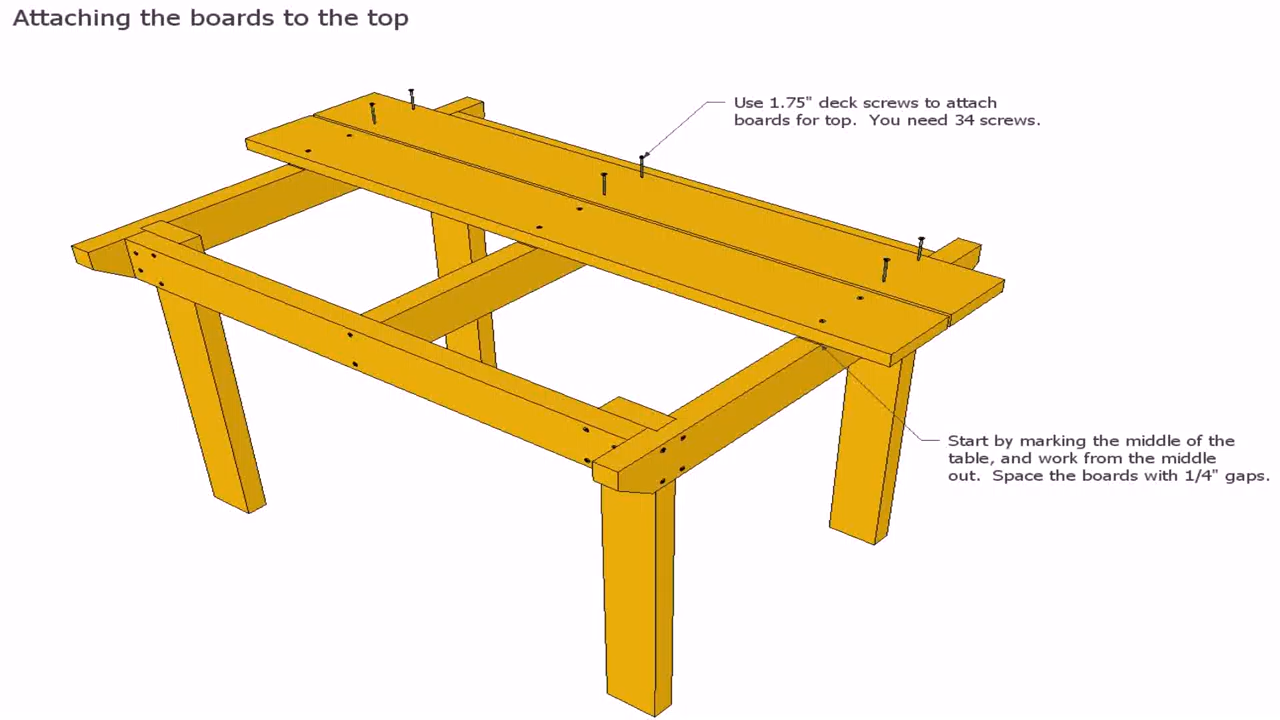 Attaching the boards to the top
Use 1.75" deck screws to attach
boards for top.  You need 34 screws.
Start by marking the middle of the
table, and work from the middle
out.  Space the boards with 1/4" gaps.